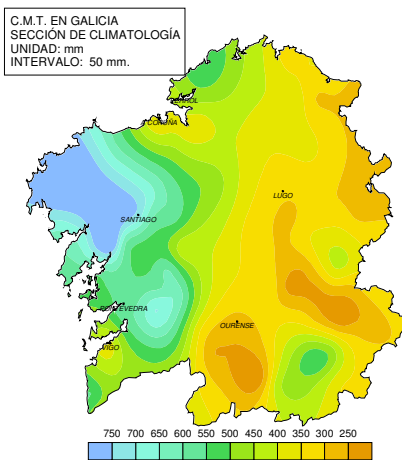 C.M.T. EN GALICIA
SECCIÓN DE CLIMATOLOGÍA
UNIDAD: mm
INTERVALO: 50 mm.
FERROL
A CORUÑA
LUGO
SANTIAGO
PONTEVEDRA
OURENSE
VIGO
750 700 650 600 550 500 450 400 350 300 250